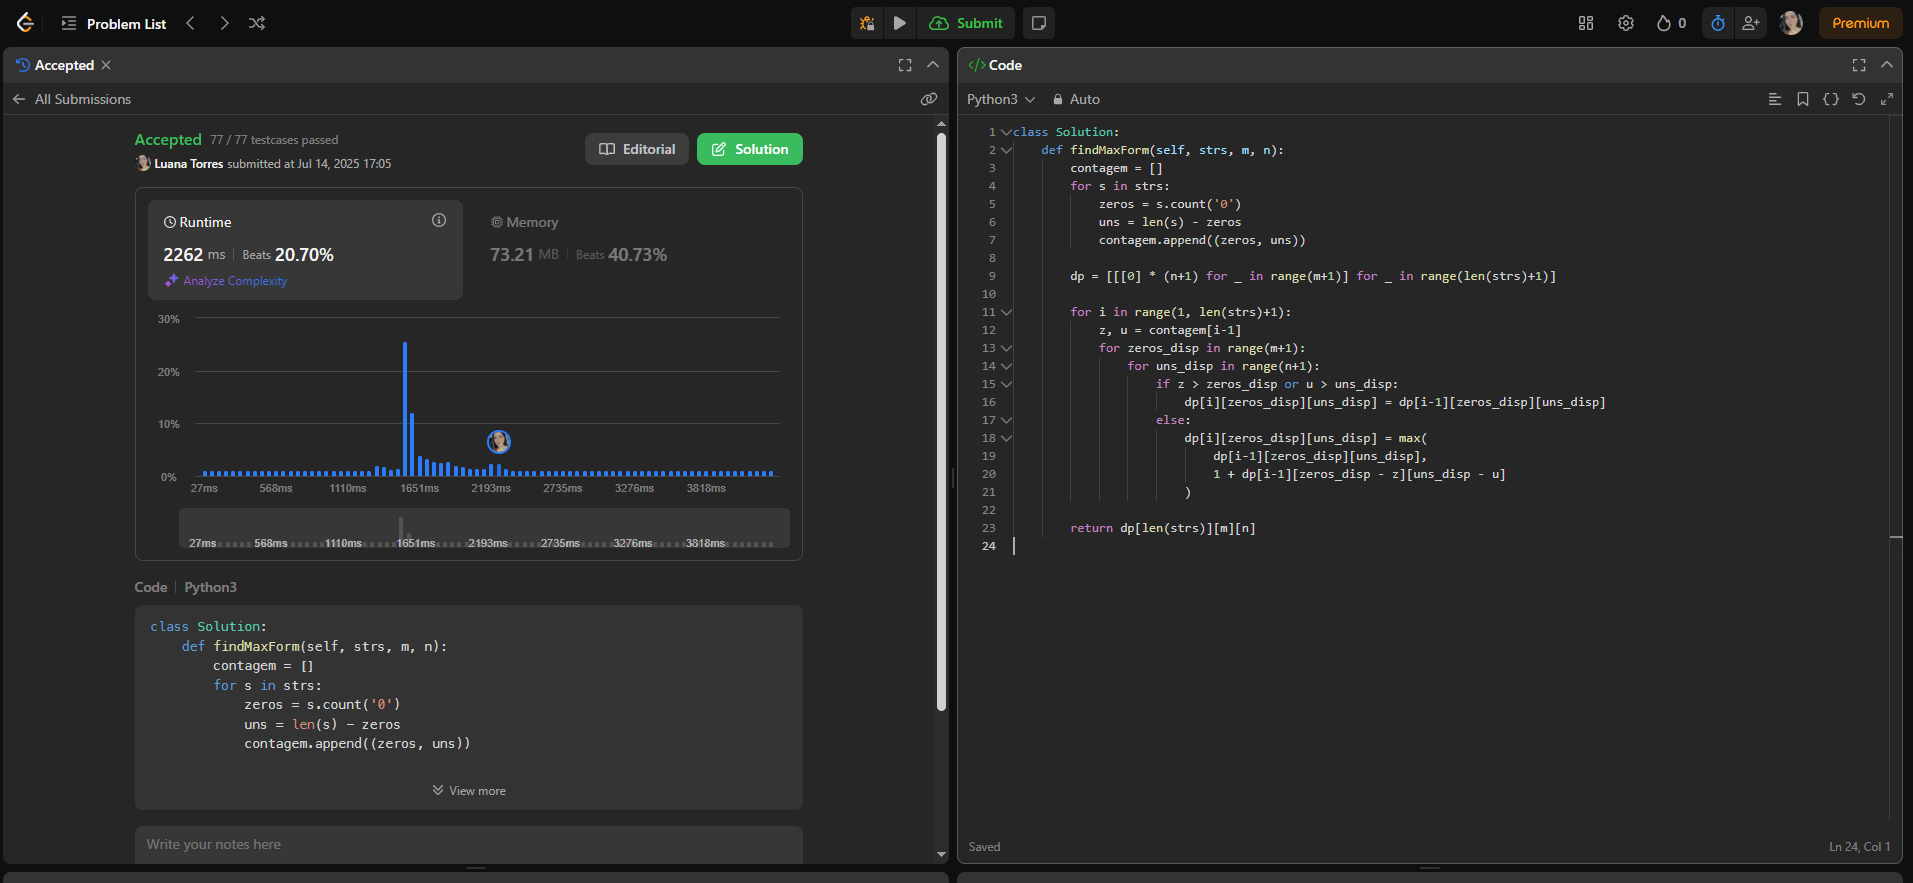 Problem List
Submit
0
Premium
Accepted
All Submissions
Accepted 77 / 77 testcases passed
Luana Torres submitted at Jul 14, 2025 17:05
Editorial
Solution
Runtime
2262 ms | Beats 20.70%
Analyze Complexity
Memory
73.21 MB | Beats 40.73%
30%
20%
10%
0%
27ms 568ms 1110ms 1651ms 2193ms 2735ms 3276ms 3818ms
27ms 568ms 1110ms 1651ms 2193ms 2735ms 3276ms 3818ms
Code | Python3
class Solution:
    def findMaxForm(self, strs, m, n):
        contagem = []
        for s in strs:
            zeros = s.count('0')
            uns = len(s) - zeros
            contagem.append((zeros, uns))
View more
Write your notes here
</> Code
Python3 Auto
1 class Solution:
2     def findMaxForm(self, strs, m, n):
3         contagem = []
4         for s in strs:
5             zeros = s.count('0')
6             uns = len(s) - zeros
7             contagem.append((zeros, uns))
8
9         dp = [[[0] * (n+1) for _ in range(m+1)] for _ in range(len(strs)+1)]
10
11         for i in range(1, len(strs)+1):
12             z, u = contagem[i-1]
13             for zeros_disp in range(m+1):
14                 for uns_disp in range(n+1):
15                     if z > zeros_disp or u > uns_disp:
16                         dp[i][zeros_disp][uns_disp] = dp[i-1][zeros_disp][uns_disp]
17                     else:
18                         dp[i][zeros_disp][uns_disp] = max(
19                             dp[i-1][zeros_disp][uns_disp],
20                             1 + dp[i-1][zeros_disp - z][uns_disp - u]
21                         )
22
23         return dp[len(strs)][m][n]
24
Saved
Ln 24, Col 1